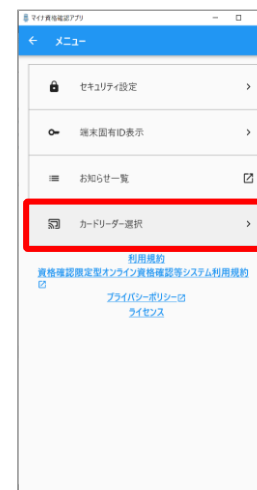 マイナ資格確認アプリ
メニュー
セキュリティ設定
端末固有ID表示
お知らせ一覧
カードリーダー選択
利用規約
資格確認限定型オンライン資格確認等システム利用規約
プライバシーポリシー
ライセンス